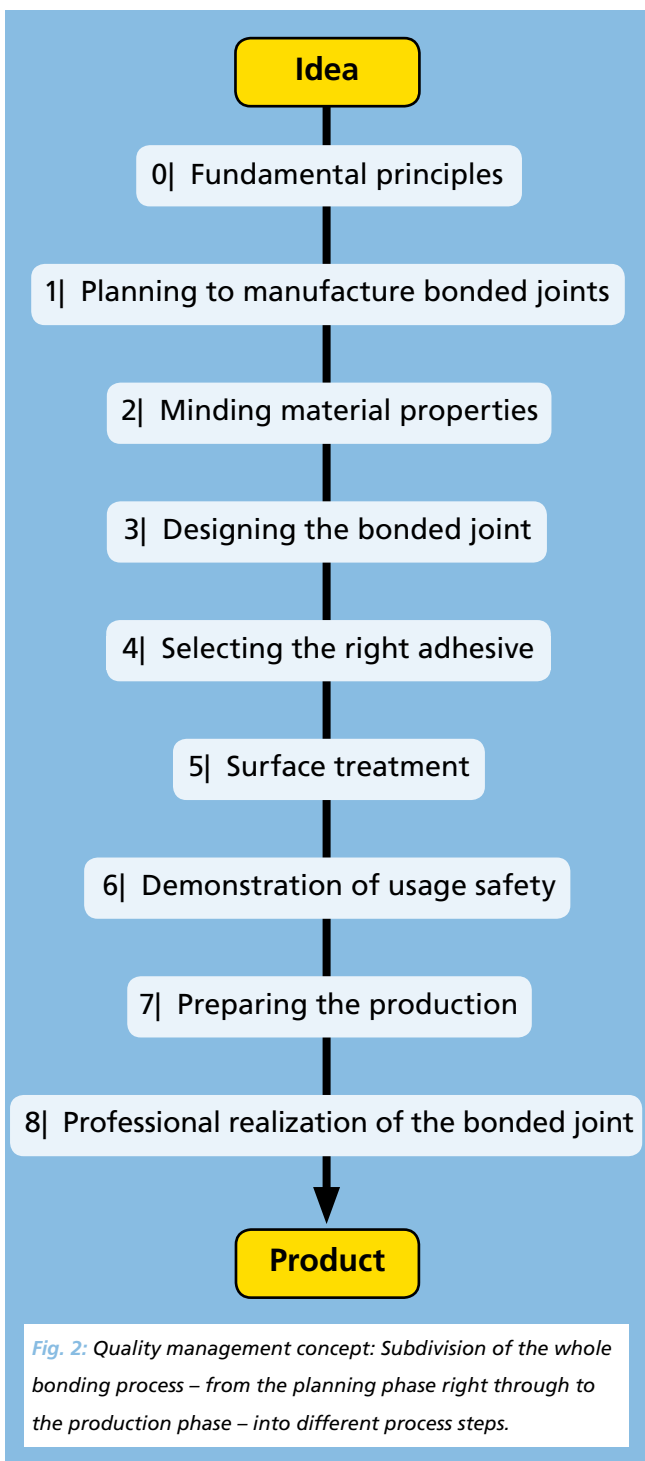 Idea
0| Fundamental principles
1| Planning to manufacture bonded joints
2| Minding material properties
3| Designing the bonded joint
4| Selecting the right adhesive
5| Surface treatment
6| Demonstration of usage safety
7| Preparing the production
8| Professional realization of the bonded joint
Product
Fig. 2: Quality management concept: Subdivision of the whole
bonding process – from the planning phase right through to
the production phase – into different process steps.